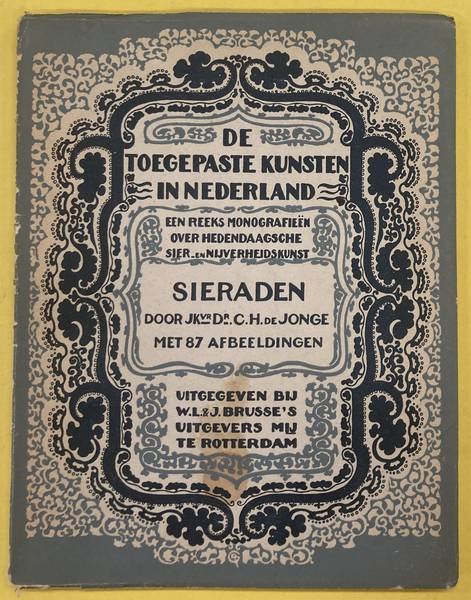 DE
TOEGEPASTE KUNSTEN
IN NEDERLAND
EEN REEKS MONOGRAFIEËN
OVER HEDENDAAGSCHE
SIER- EN NIJVERHEIDSKUNST
SIERADEN
DOOR JKVR DR. C. H. DE JONGE
MET 87 AFBEELDINGEN
UITGEGEVEN BIJ
W. L. & J. BRUSSE'S
UITGEVERS MIJ
TE ROTTERDAM